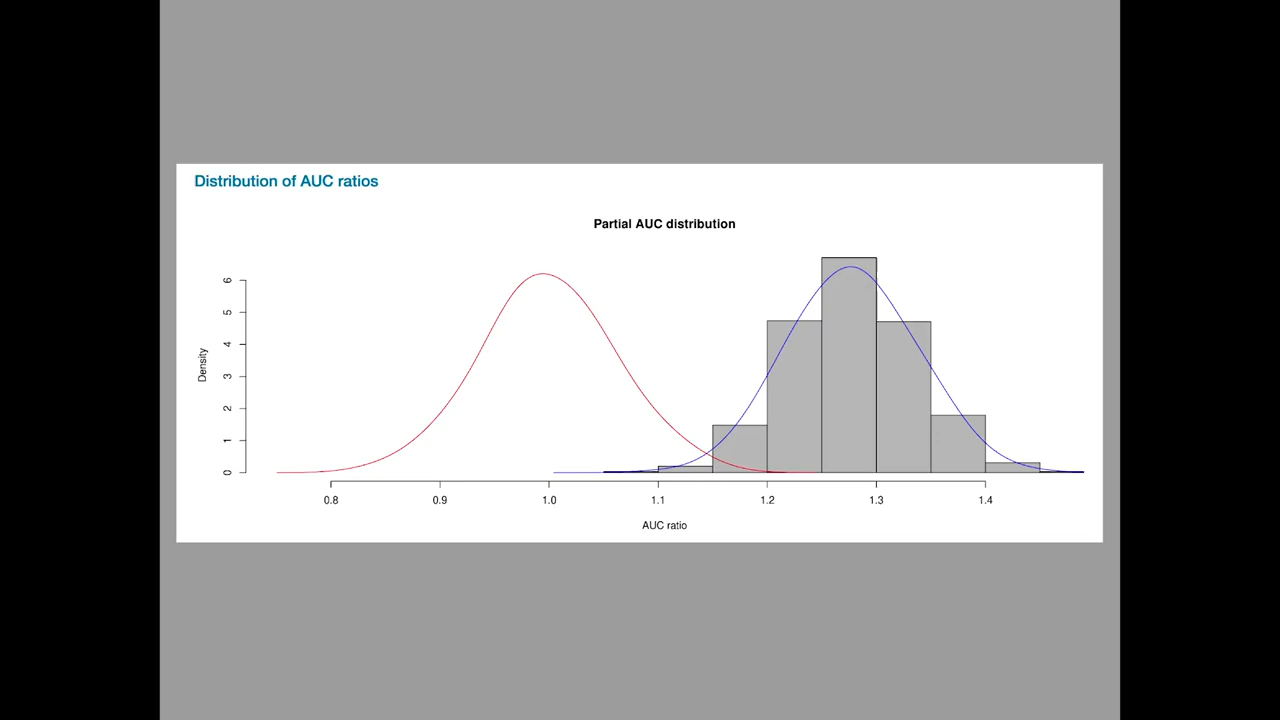 Distribution of AUC ratios
Partial AUC distribution
Density
6
5
4
3
2
1
0
0.8 0.9 1.0 1.1 1.2 1.3 1.4
AUC ratio